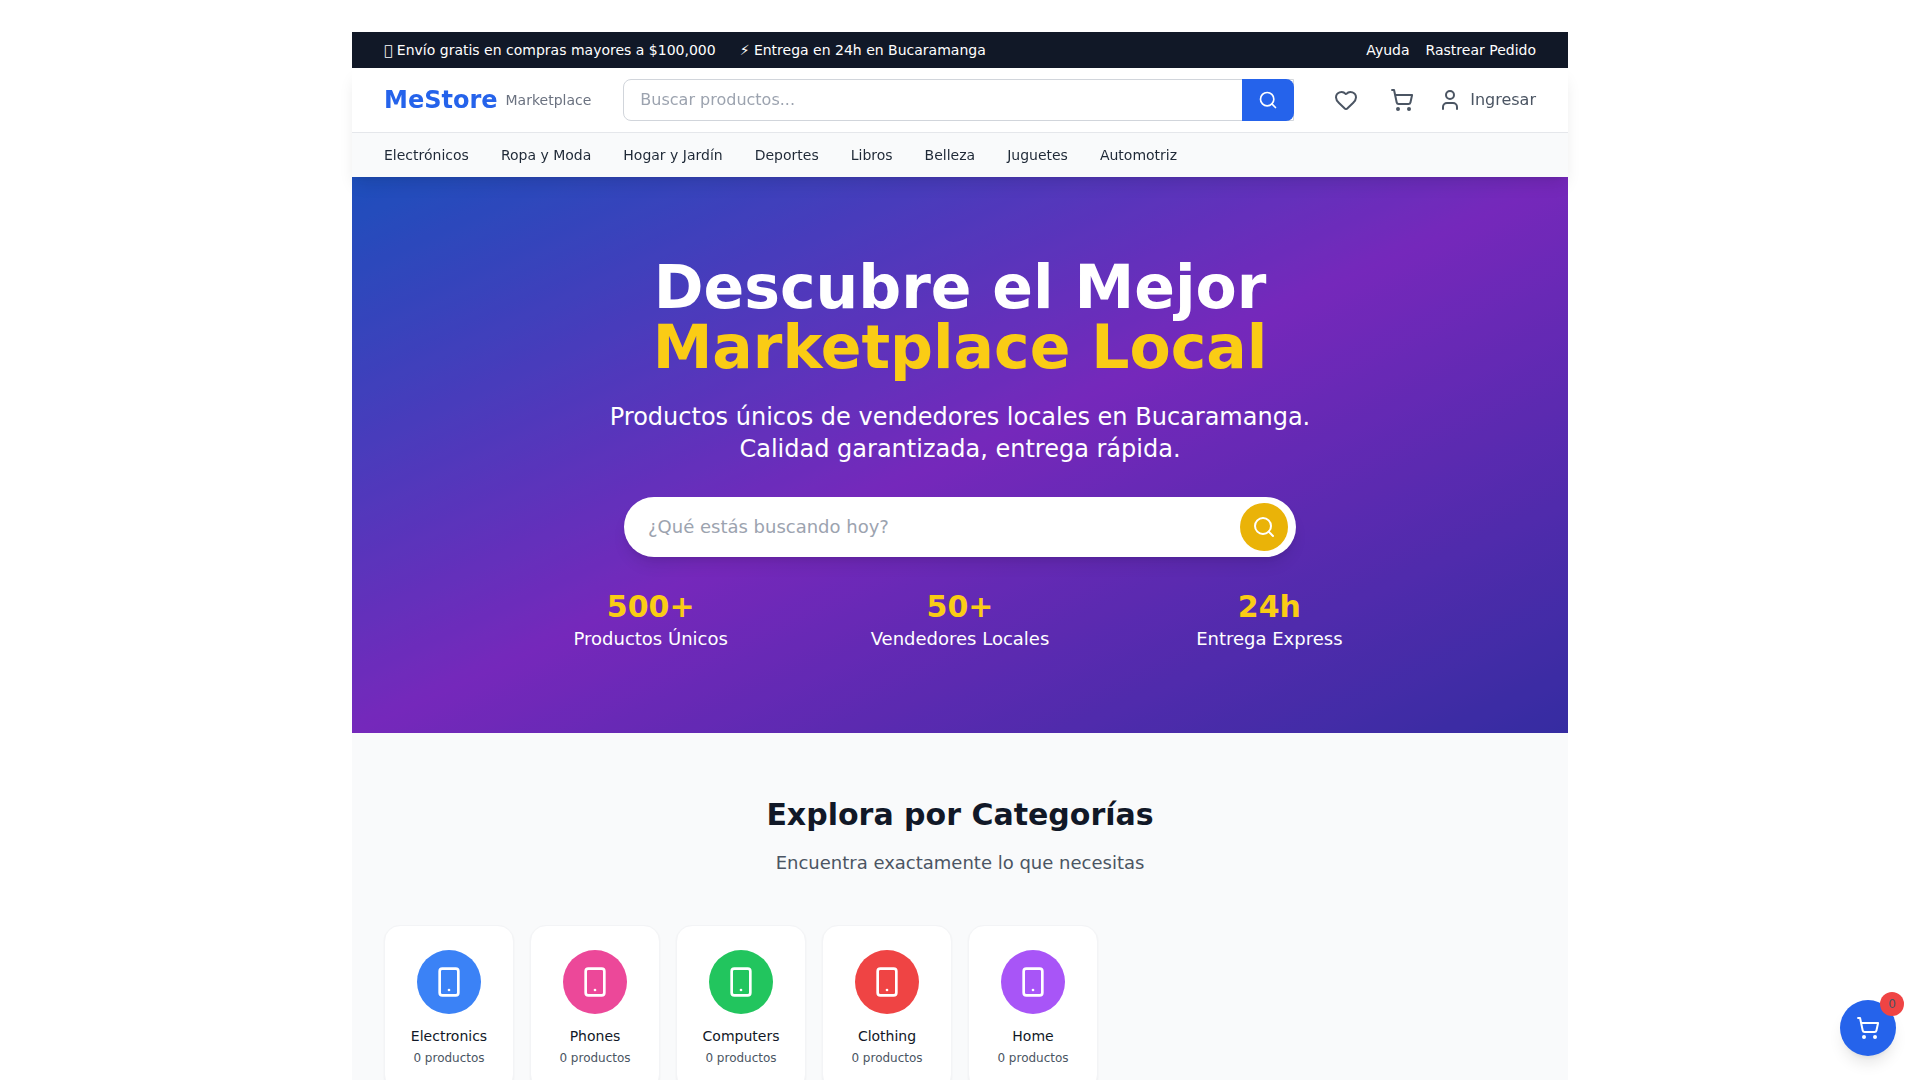 Envío gratis en compras mayores a $100,000
⚡ Entrega en 24h en Bucaramanga
Ayuda
Rastrear Pedido
MeStore Marketplace
Buscar productos...
Ingresar
Electrónicos
Ropa y Moda
Hogar y Jardín
Deportes
Libros
Belleza
Juguetes
Automotriz
Descubre el Mejor
Marketplace Local
Productos únicos de vendedores locales en Bucaramanga.
Calidad garantizada, entrega rápida.
¿Qué estás buscando hoy?
500+
Productos Únicos
50+
Vendedores Locales
24h
Entrega Express
Explora por Categorías
Encuentra exactamente lo que necesitas
Electronics
0 productos
Phones
0 productos
Computers
0 productos
Clothing
0 productos
Home
0 productos
0